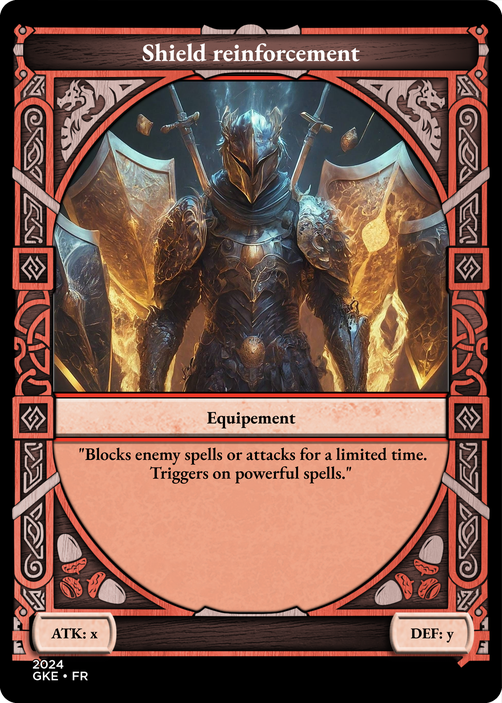 Shield reinforcement
Equipement
"Blocks enemy spells or attacks for a limited time.
Triggers on powerful spells."
ATK: x
DEF: y
2024
GKE • FR